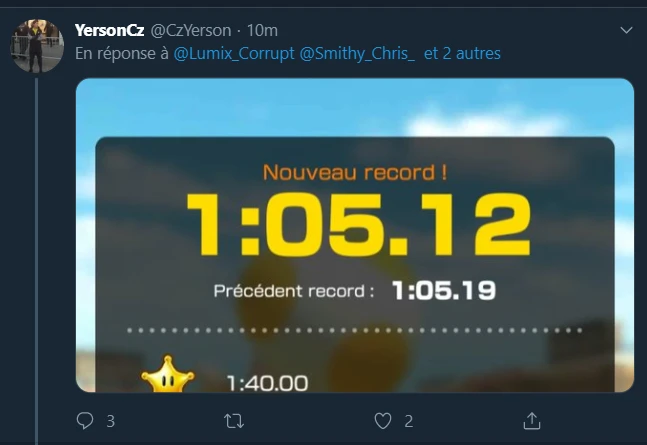 YersonCz @CzYerson · 10m
En réponse à @Lumix_Corrupt @Smithy_Chris_ et 2 autres
Nouveau record !
1:05.12
Précédent record : 1:05.19
1:40.00
3 2